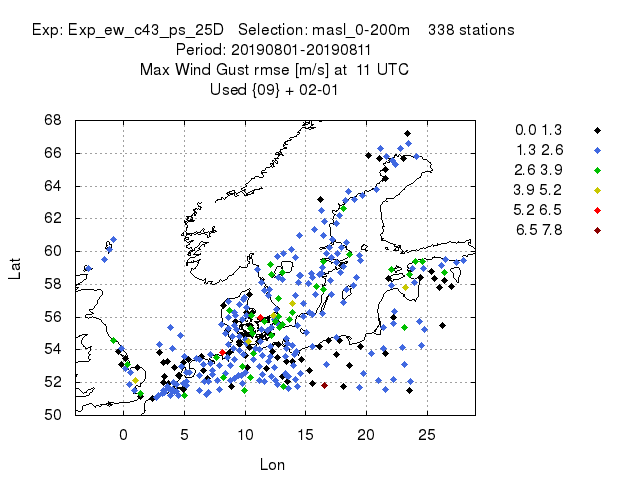 Exp: Exp_ew_c43_ps_25D Selection: masl_0-200m 338 stations
Period: 20190801-20190811
Max Wind Gust rmse [m/s] at 11 UTC
Used {09} + 02-01
68
66
64
62
60
58
56
54
52
50
0 5 10 15 20 25
Lat
Lon
0.0 1.3
1.3 2.6
2.6 3.9
3.9 5.2
5.2 6.5
6.5 7.8